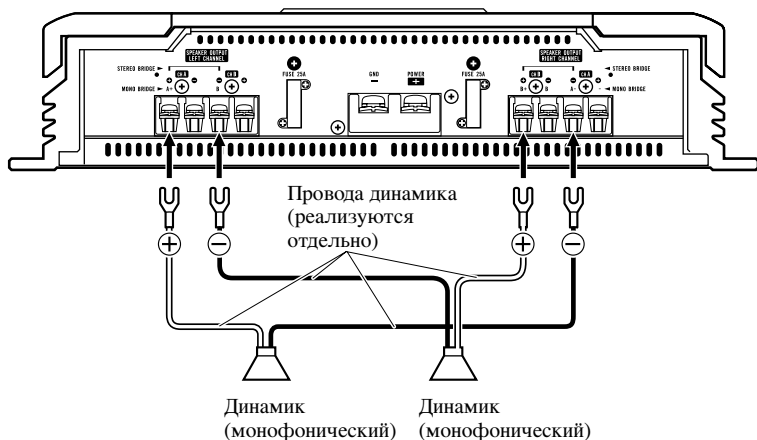 SPEAKER OUTPUT
LEFT CHANNEL
STEREO BRIDGE
CH B
MONO BRIDGE
A+
B
FUSE 25A
GND
POWER
FUSE 25A
SPEAKER OUTPUT
RIGHT CHANNEL
CH B
CH A
STEREO BRIDGE
B+
B
A-
MONO BRIDGE
Провода динамика
(реализуются
отдельно)
Динамик
(монофонический)
Динамик
(монофонический)